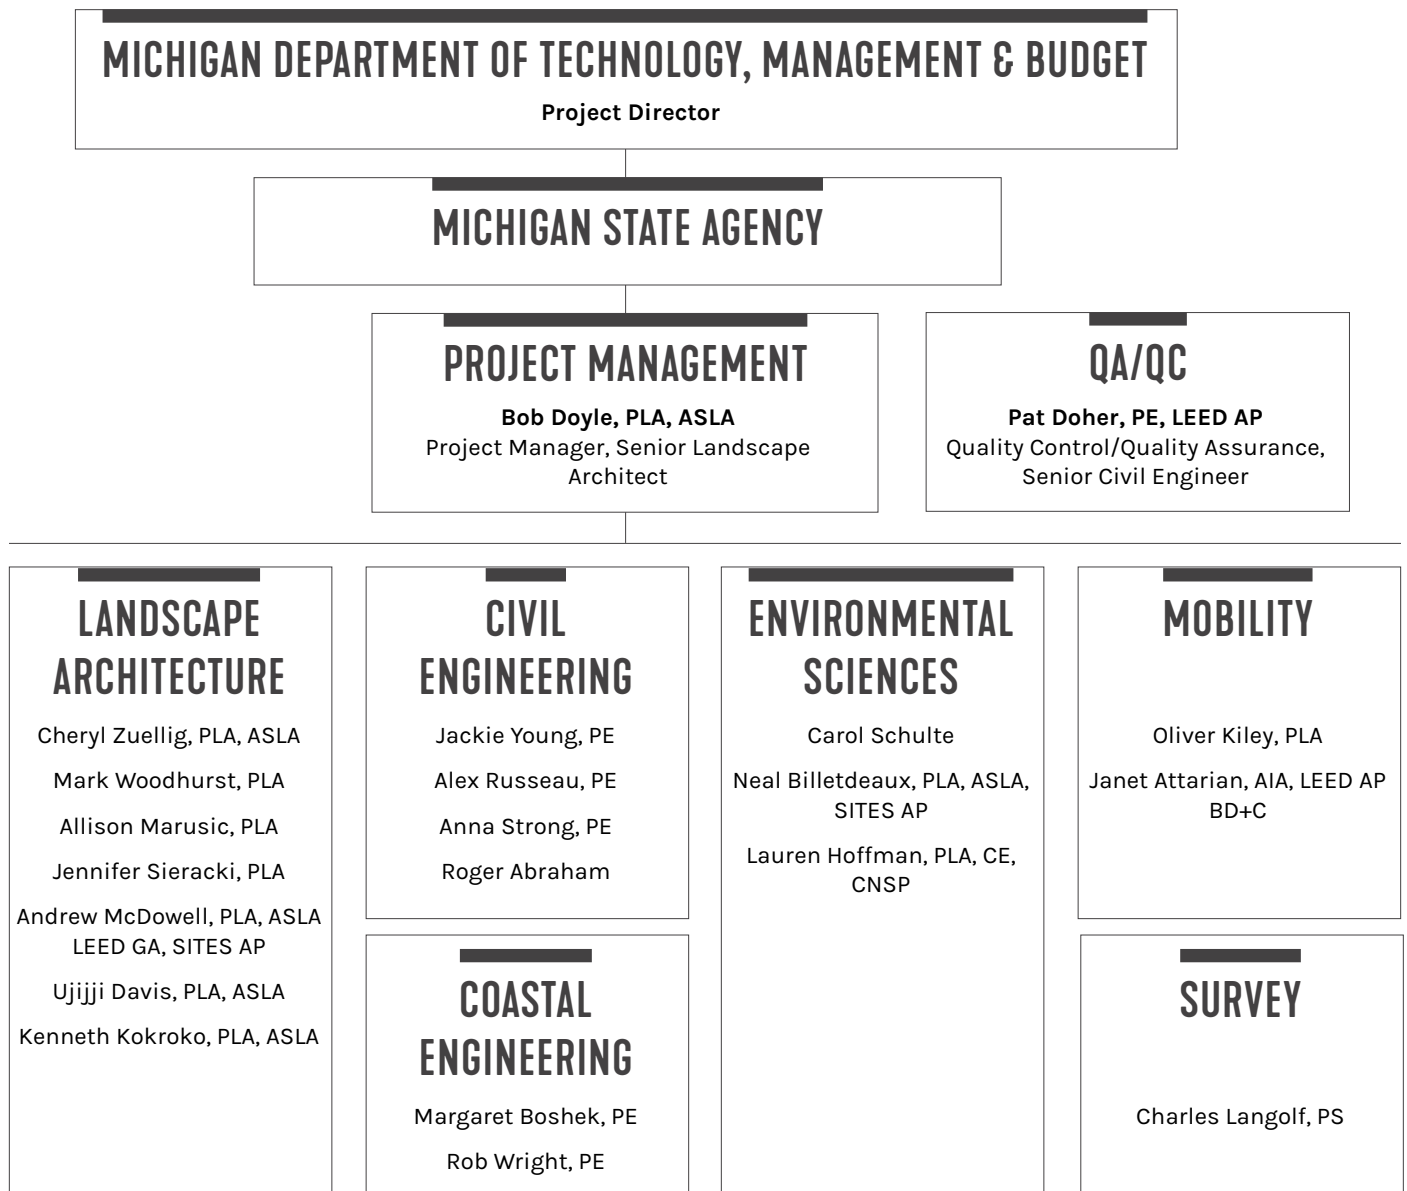 MICHIGAN DEPARTMENT OF TECHNOLOGY, MANAGEMENT & BUDGET
Project Director
MICHIGAN STATE AGENCY
PROJECT MANAGEMENT
Bob Doyle, PLA, ASLA
Project Manager, Senior Landscape
Architect
QA/QC
Pat Doher, PE, LEED AP
Quality Control/Quality Assurance,
Senior Civil Engineer
LANDSCAPE
ARCHITECTURE
Cheryl Zuellig, PLA, ASLA
Mark Woodhurst, PLA
Allison Marusic, PLA
Jennifer Sieracki, PLA
Andrew McDowell, PLA, ASLA
LEED GA, SITES AP
Ujijji Davis, PLA, ASLA
Kenneth Kokroko, PLA, ASLA
CIVIL
ENGINEERING
Jackie Young, PE
Alex Russeau, PE
Anna Strong, PE
Roger Abraham
COASTAL
ENGINEERING
Margaret Boshek, PE
Rob Wright, PE
ENVIRONMENTAL
SCIENCES
Carol Schulte
Neal Billetdeaux, PLA, ASLA,
SITES AP
Lauren Hoffman, PLA, CE,
CNSP
MOBILITY
Oliver Kiley, PLA
Janet Attarian, AIA, LEED AP
BD+C
SURVEY
Charles Langolf, PS